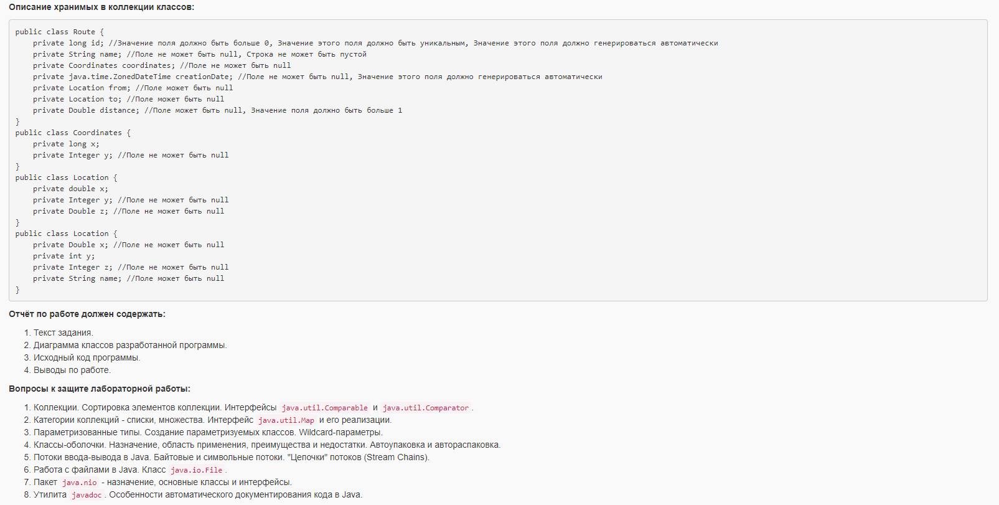 Описание хранимых в коллекции классов:
public class Route {
    private long id; //Значение поля должно быть больше 0, Значение этого поля должно быть уникальным, Значение этого поля должно генерироваться автоматически
    private String name; //Поле не может быть null, Строка не может быть пустой
    private Coordinates coordinates; //Поле не может быть null
    private java.time.ZonedDateTime creationDate; //Поле не может быть null, Значение этого поля должно генерироваться автоматически
    private Location from; //Поле может быть null
    private Location to; //Поле может быть null
    private Double distance; //Поле может быть null, Значение поля должно быть больше 1
}
public class Coordinates {
    private long x;
    private Integer y; //Поле не может быть null
}
public class Location {
    private double x;
    private Integer y; //Поле не может быть null
    private Double z; //Поле не может быть null
}
public class Location {
    private Double x; //Поле не может быть null
    private int y;
    private Integer z; //Поле не может быть null
    private String name; //Поле может быть null
}
Отчёт по работе должен содержать:
1. Текст задания.
2. Диаграмма классов разработанной программы.
3. Исходный код программы.
4. Выводы по работе.
Вопросы к защите лабораторной работы:
1. Коллекции. Сортировка элементов коллекции. Интерфейсы java.util.Comparable и java.util.Comparator.
2. Категории коллекций - списки, множества. Интерфейс java.util.Map и его реализации.
3. Параметризованные типы. Создание параметризуемых классов. Wildcard-параметры.
4. Классы-оболочки. Назначение, область применения, преимущества и недостатки. Автоупаковка и автораспаковка.
5. Потоки ввода-вывода в Java. Байтовые и символьные потоки. "Цепочки" потоков (Stream Chains).
6. Работа с файлами в Java. Класс java.io.File.
7. Пакет java.nio - назначение, основные классы и интерфейсы.
8. Утилита javadoc. Особенности автоматического документирования кода в Java.